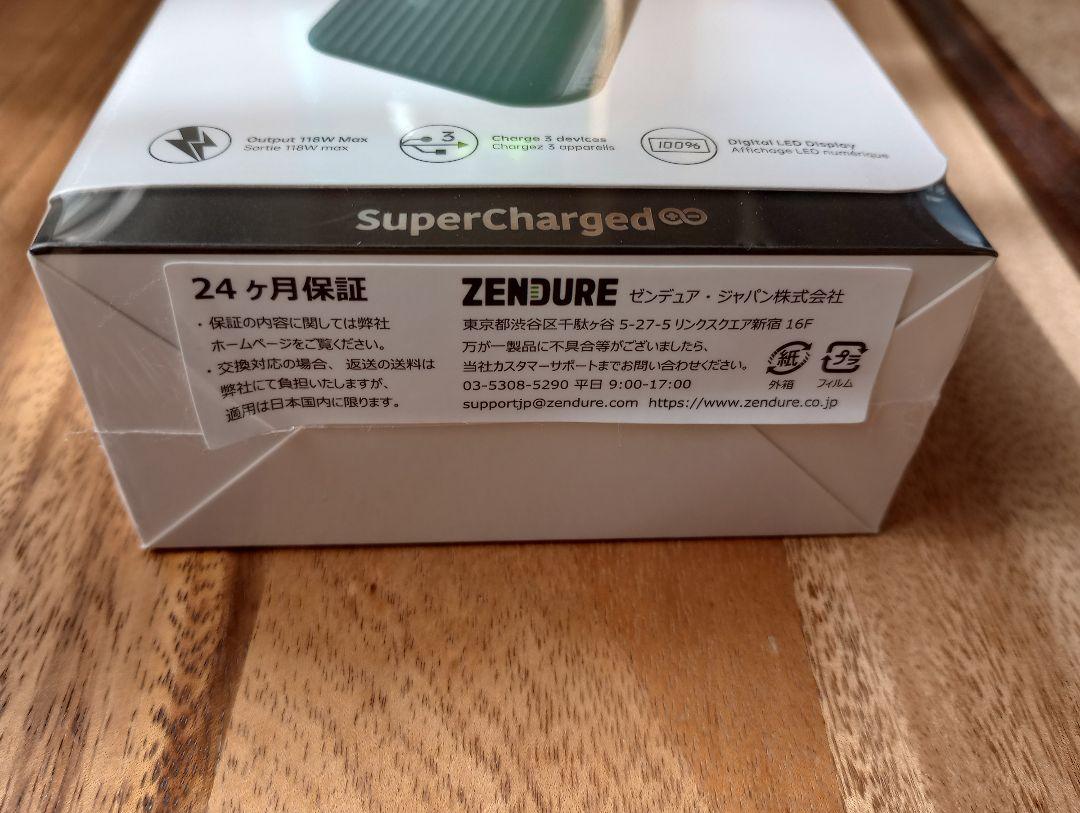 Output 118W Max
Sortie 118W max
3
Charge 3 devices
Chargez 3 appareils
100%
Digital LED Display
Affichage LED numérique
SuperCharged
24 ヶ月保証
・保証の内容に関しては弊社
ホームページをご覧ください。
・交換対応の場合、返送の送料は
弊社にて負担いたしますが、
適用は日本国内に限ります。
ZENDURE ゼンデュア・ジャパン株式会社
東京都渋谷区千駄ヶ谷 5-27-5 リンクスクエア新宿 16F
万が一製品に不具合等がございましたら、
当社カスタマーサポートまでお問い合わせください。
03-5308-5290 平日 9:00-17:00
supportjp@zendure.com https://www.zendure.co.jp
紙
外箱
プラ
フィルム